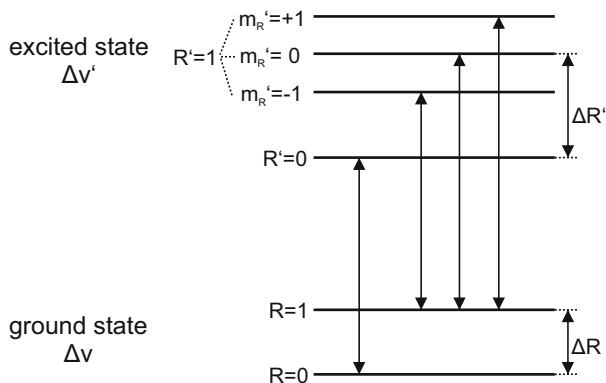 m_R‘=+1
excited state
Δv‘
R‘=1
m_R‘= 0
m_R‘=-1
ΔR‘
R‘=0
R=1
ground state
Δv
ΔR
R=0